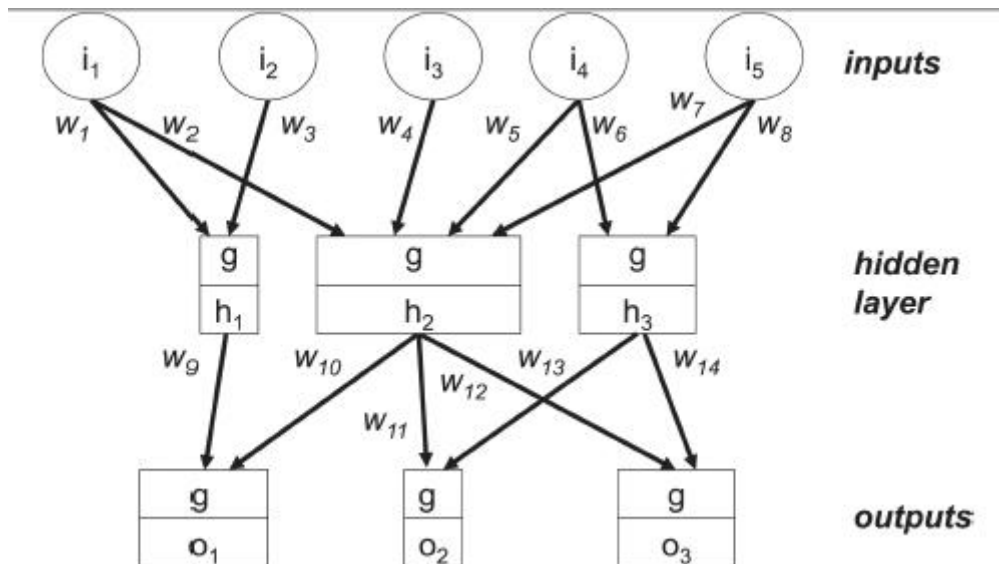 i₁ i₂ i₃ i₄ i₅ inputs
w₁ w₂ w₃ w₄ w₅ w₆ w₇ w₈
g g g hidden
h₁ h₂ h₃ layer
w₉ w₁₀ w₁₁ w₁₂ w₁₃ w₁₄
g g g outputs
o₁ o₂ o₃